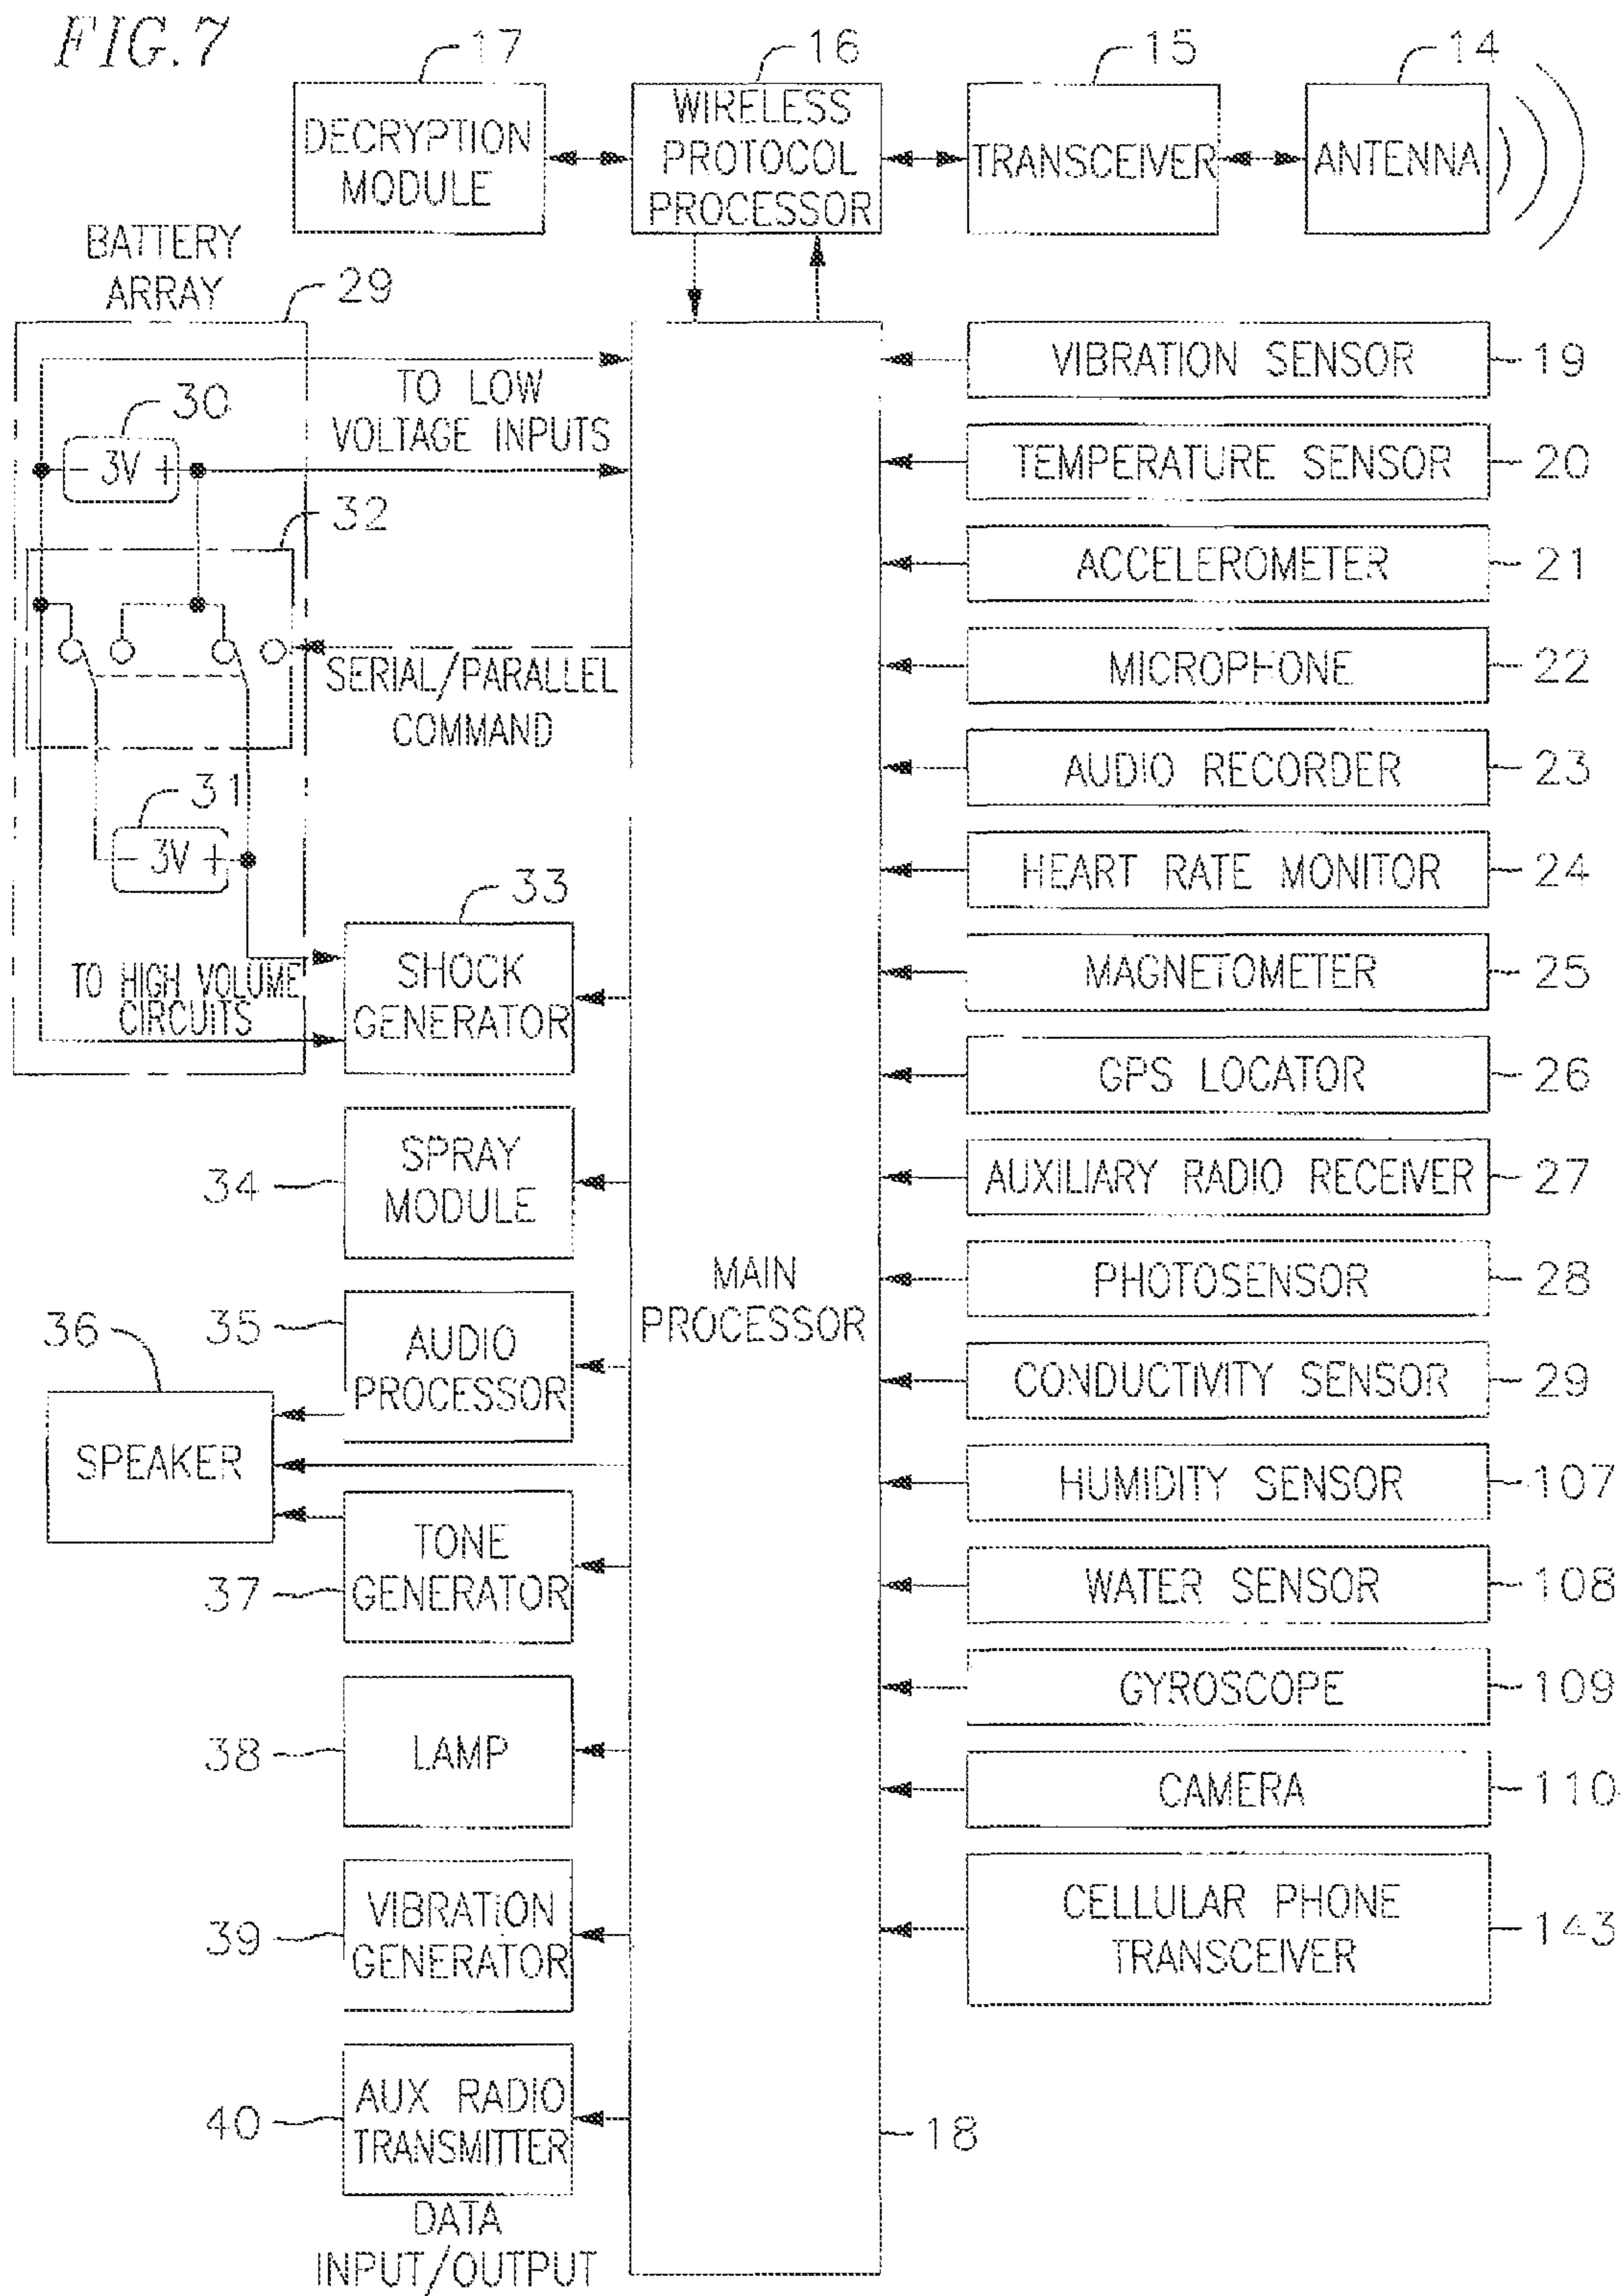 FIG. 7
17
16
15
14
DECRYPTION
MODULE
WIRELESS
PROTOCOL
PROCESSOR
TRANSCEIVER
ANTENNA
BATTERY
ARRAY
29
TO LOW
VOLTAGE INPUTS
30
- 3V +
32
SERIAL/PARALLEL
COMMAND
31
- 3V +
33
SHOCK
GENERATOR
TO HIGH VOLUME
CIRCUITS
34
SPRAY
MODULE
35
AUDIO
PROCESSOR
36
SPEAKER
37
TONE
GENERATOR
38
LAMP
39
VIBRATION
GENERATOR
40
AUX RADIO
TRANSMITTER
DATA
INPUT/OUTPUT
MAIN
PROCESSOR
18
VIBRATION SENSOR
19
TEMPERATURE SENSOR
20
ACCELEROMETER
21
MICROPHONE
22
AUDIO RECORDER
23
HEART RATE MONITOR
24
MAGNETOMETER
25
GPS LOCATOR
26
AUXILIARY RADIO RECEIVER
27
PHOTOSENSOR
28
CONDUCTIVITY SENSOR
29
HUMIDITY SENSOR
107
WATER SENSOR
108
GYROSCOPE
109
CAMERA
110
CELLULAR PHONE
TRANSCEIVER
143